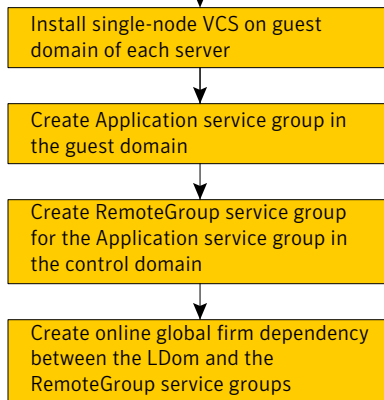 Install single-node VCS on guest
domain of each server
Create Application service group in
the guest domain
Create RemoteGroup service group
for the Application service group in
the control domain
Create online global firm dependency
between the LDom and the
RemoteGroup service groups